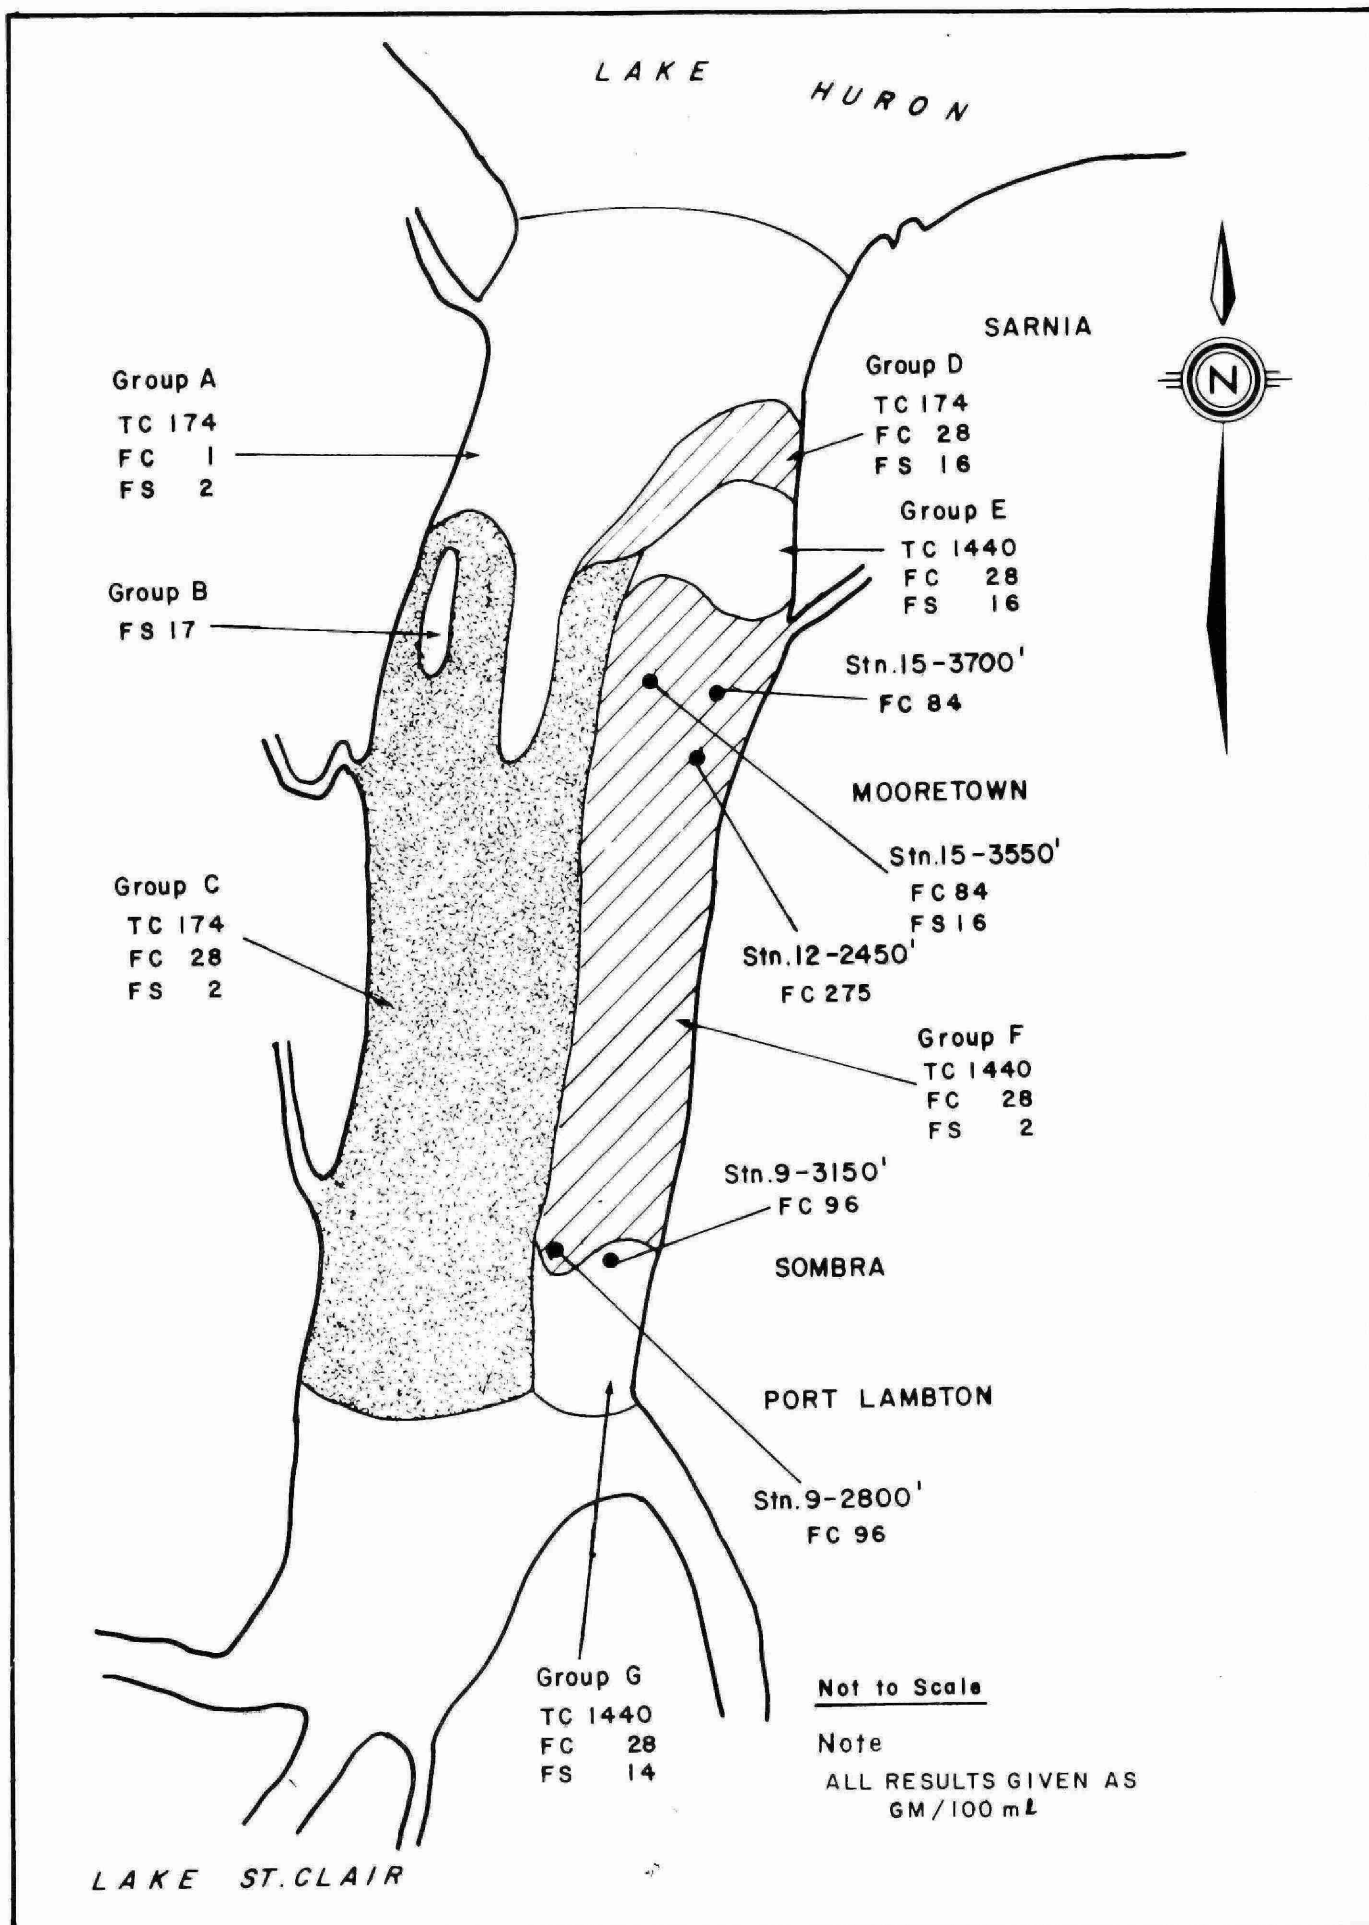 LAKE HURON
SARNIA
N
Group A
TC 174
FC 1
FS 2
Group D
TC 174
FC 28
FS 16
Group E
TC 1440
FC 28
FS 16
Group B
FS 17
Stn.15-3700'
FC 84
MOORETOWN
Stn.15-3550'
FC 84
FS 16
Group C
TC 174
FC 28
FS 2
Stn.12-2450'
FC 275
Group F
TC 1440
FC 28
FS 2
Stn.9-3150'
FC 96
SOMBRA
PORT LAMBTON
Stn.9-2800'
FC 96
Group G
TC 1440
FC 28
FS 14
Not to Scale
Note
ALL RESULTS GIVEN AS
GM/100 ml
LAKE ST. CLAIR